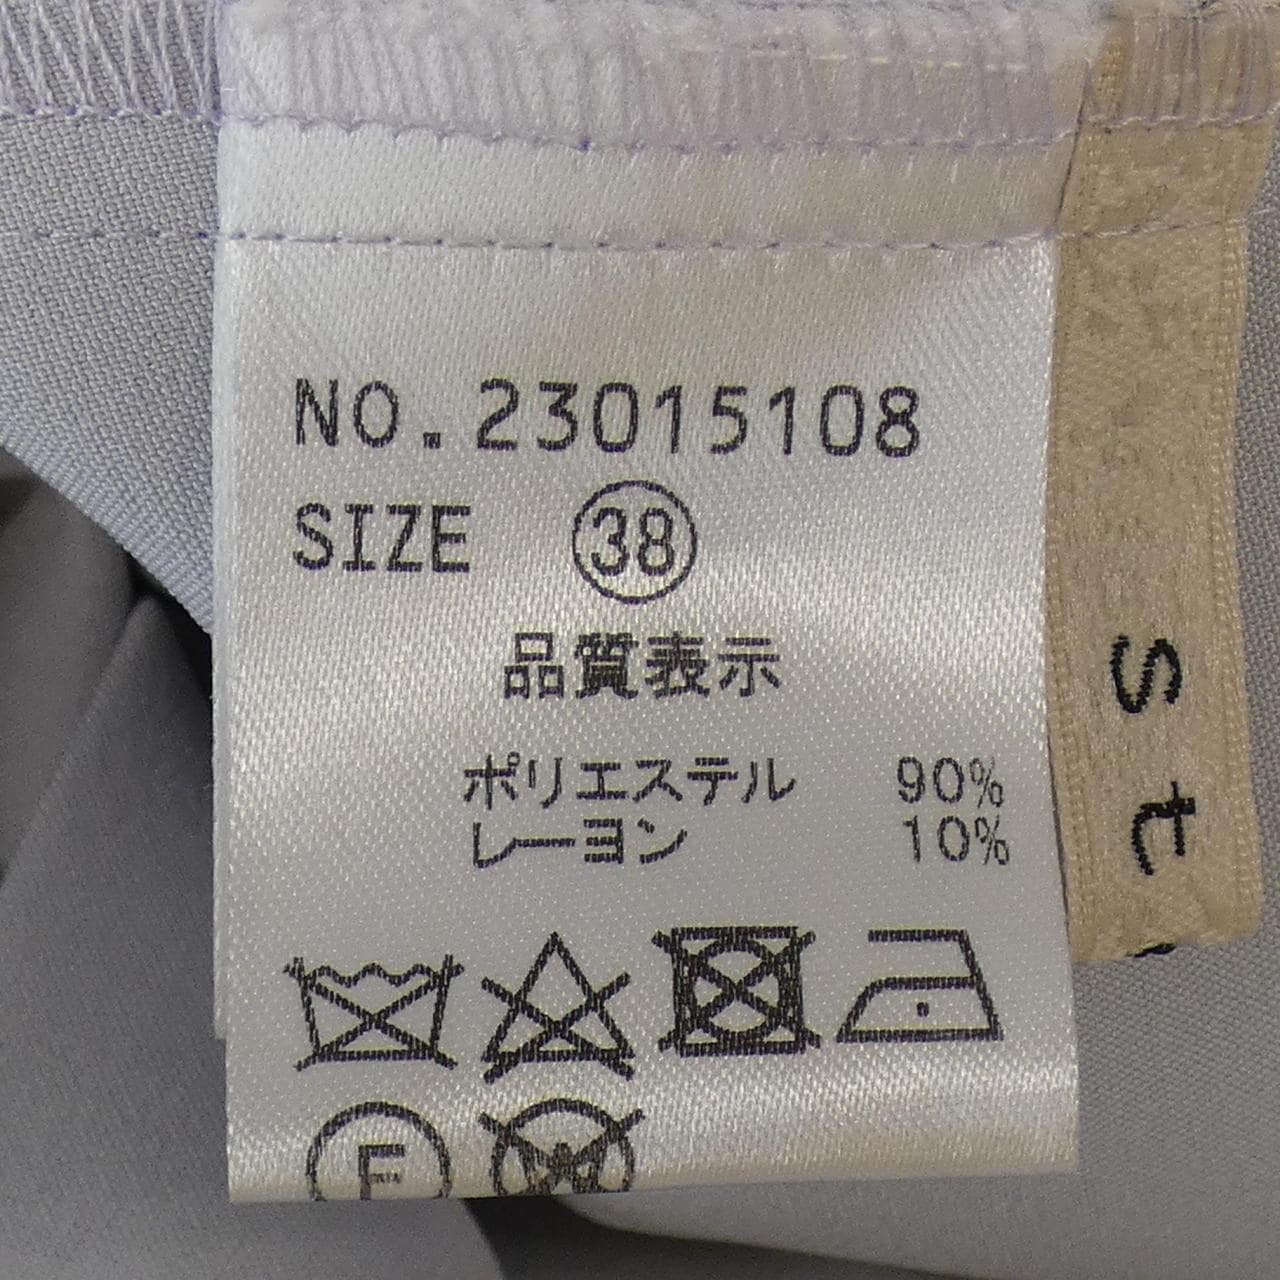 NO.23015108
SIZE 38
品質表示
ポリエステル 90%
レーヨン 10%
F
W
St